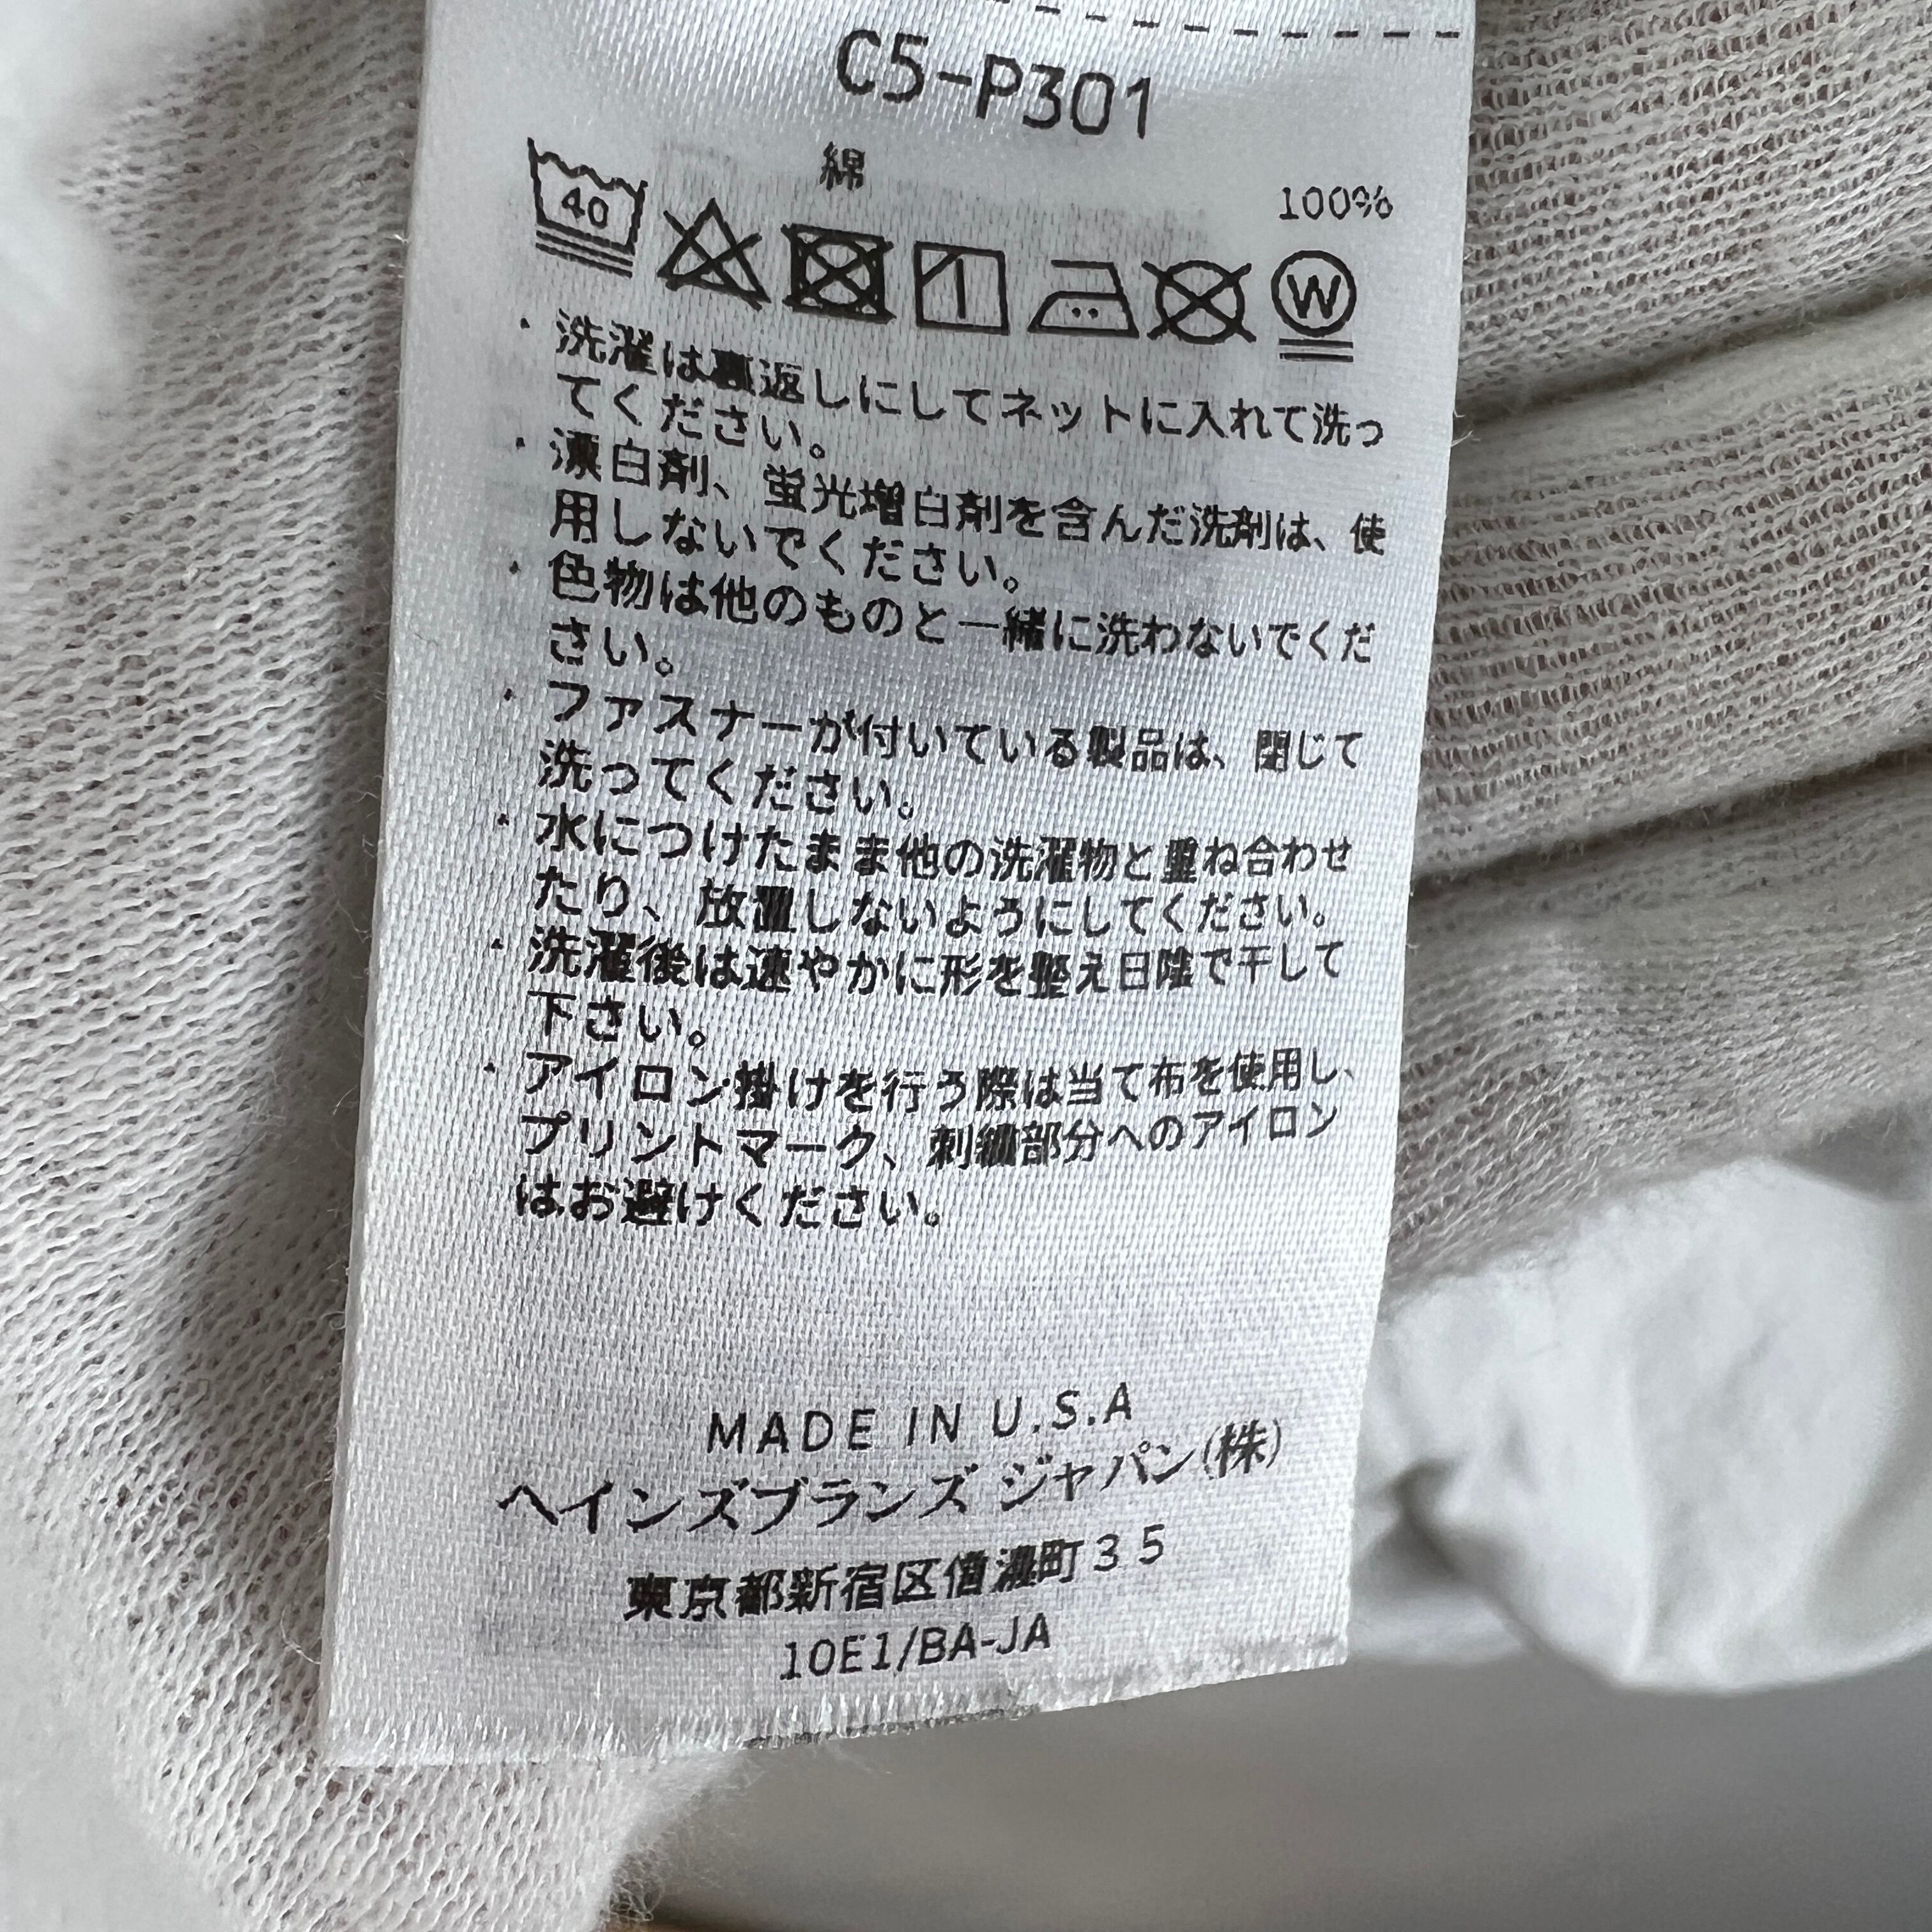 C5-P301
綿 100%
40
W
・洗濯は裏返しにしてネットに入れて洗っ
てください。
・漂白剤、蛍光増白剤を含んだ洗剤は、使
用しないでください。
・色物は他のものと一緒に洗わないでくだ
さい。
・ファスナーが付いている製品は、閉じて
洗ってください。
・水につけたまま他の洗濯物と重ね合わせ
たり、放置しないようにしてください。
・洗濯後は速やかに形を整え日陰で干して
下さい。
・アイロン掛けを行う際は当て布を使用し、
プリントマーク、刺繍部分へのアイロン
はお避けください。
MADE IN U.S.A
ヘインズブランズ ジャパン(株)
東京都新宿区信濃町35
10E1/BA-JA